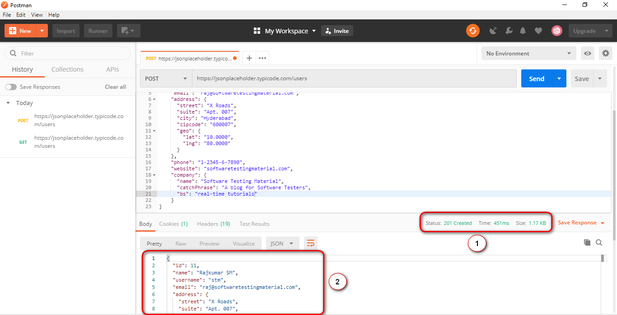 Postman
File Edit View Help
New Import Runner My Workspace Invite Upgrade
Filter
History Collections APIs
Save Responses Clear all
Today
POST https://jsonplaceholder.typicode.co
m/users
GET https://jsonplaceholder.typicode.co
m/users
POST https://jsonplaceholder.typico... + ... No Environment
POST https://jsonplaceholder.typicode.com/users Send Save
5 "email": "raj@softwaretestingmaterial.com",
6 "address": {
7 "street": "X Roads",
8 "suite": "Apt. 007",
9 "city": "Hyderabad",
10 "zipcode": "600007",
11 "geo": {
12 "lat": "10.0000",
13 "lng": "80.0000"
14 }
15 },
16 "phone": "1-2345-6-7890",
17 "website": "softwaretestingmaterial.com",
18 "company": {
19 "name": "Software Testing Material",
20 "catchPhrase": "A blog for Software Testers",
21 "bs": "real-time tutorials"
22 }
23 }
Body Cookies (1) Headers (19) Test Results Status: 201 Created Time: 451ms Size: 1.17 KB Save Response
1
Pretty Raw Preview Visualize JSON
1 {
2 "id": 11,
3 "name": "Rajkumar SM",
4 "username": "stm",
5 "email": "raj@softwaretestingmaterial.com",
6 "address": {
7 "street": "X Roads",
8 "suite": "Apt. 007",
2